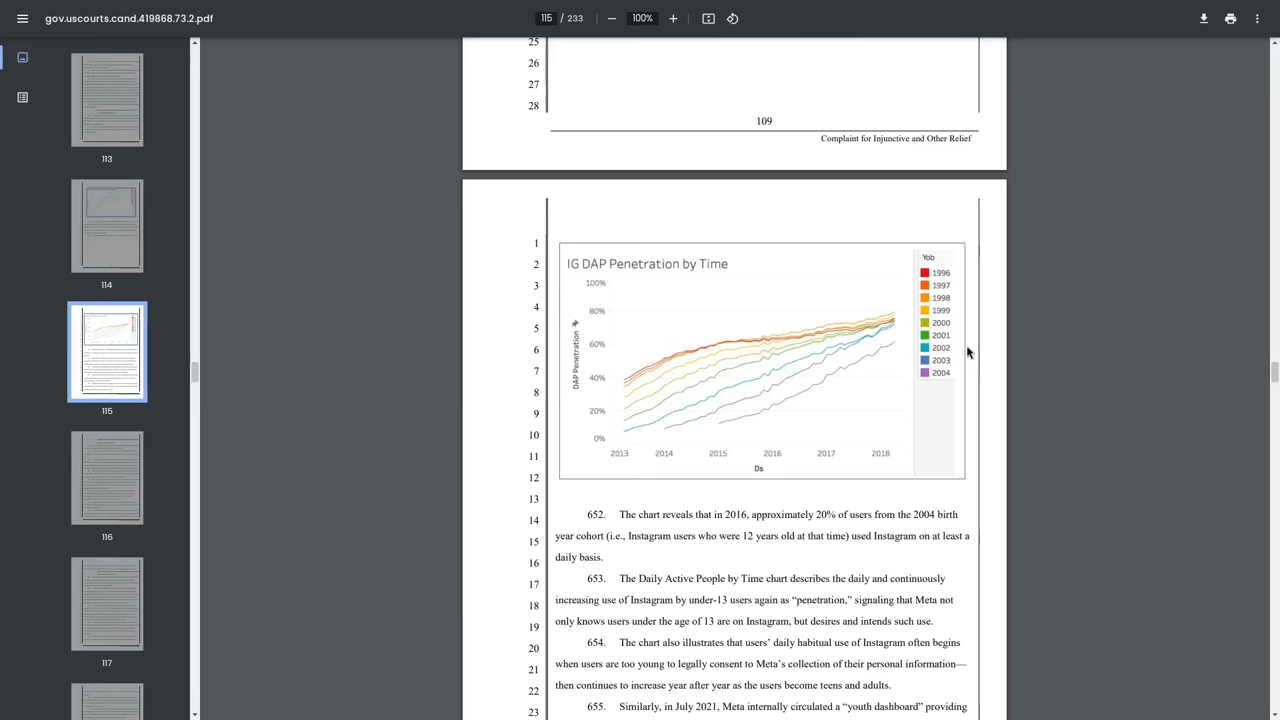 gov.uscourts.cand.419868.73.2.pdf
115 / 233
100%
113
114
115
116
117
25
26
27
28
109
Complaint for Injunctive and Other Relief
1
2
3
4
5
6
7
8
9
10
11
12
13
14
15
16
17
18
19
20
21
22
23
IG DAP Penetration by Time
DAP Penetration
100%
80%
60%
40%
20%
0%
2013 2014 2015 2016 2017 2018
Ds
Yob
1996
1997
1998
1999
2000
2001
2002
2003
2004
652. The chart reveals that in 2016, approximately 20% of users from the 2004 birth
year cohort (i.e., Instagram users who were 12 years old at that time) used Instagram on at least a
daily basis.
653. The Daily Active People by Time chart describes the daily and continuously
increasing use of Instagram by under-13 users again as “penetration,” signaling that Meta not
only knows users under the age of 13 are on Instagram, but desires and intends such use.
654. The chart also illustrates that users’ daily habitual use of Instagram often begins
when users are too young to legally consent to Meta’s collection of their personal information—
then continues to increase year after year as the users become teens and adults.
655. Similarly, in July 2021, Meta internally circulated a “youth dashboard” providing